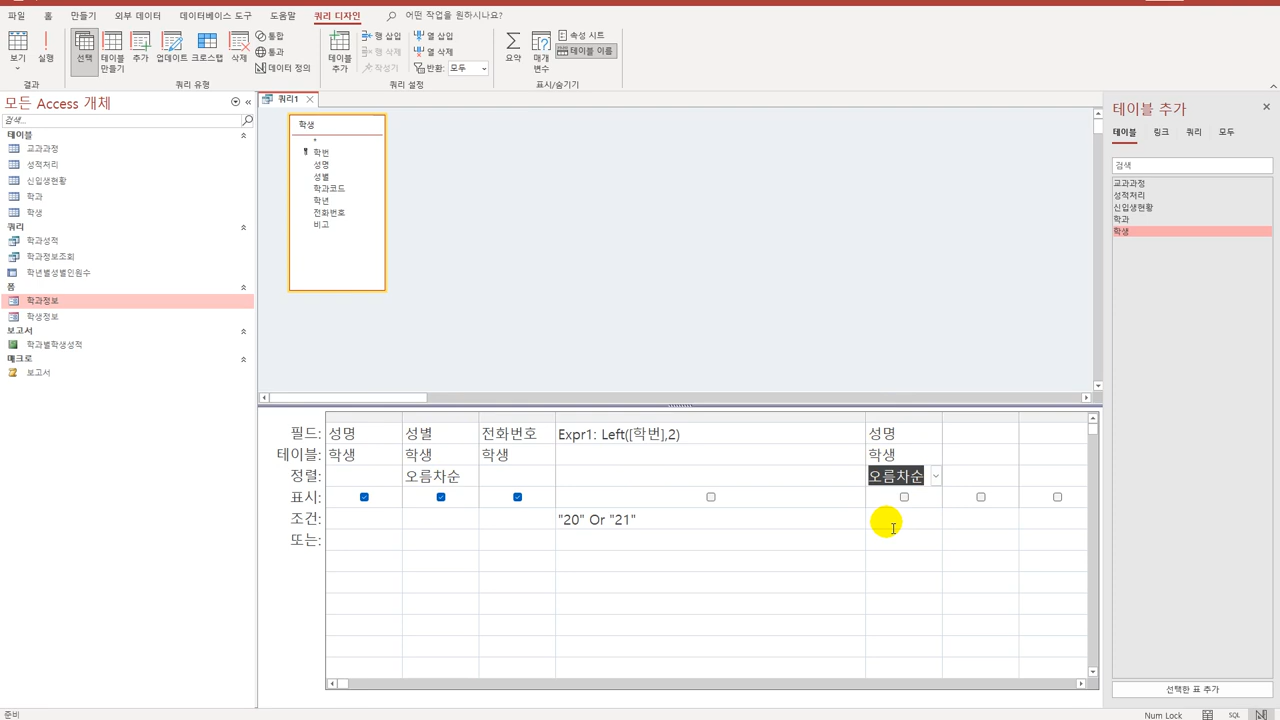 파일 홈 만들기 외부 데이터 데이터베이스 도구 도움말 쿼리 디자인 어떤 작업을 원하시나요?
보기
실행
선택
테이블
만들기
추가
업데이트
크로스탭
삭제
통합
통과
데이터 정의
테이블
추가
행 삽입
행 삭제
작성기
열 삽입
열 삭제
반환: 모두
요약
매개
변수
속성 시트
테이블 이름
결과
쿼리 유형
쿼리 설정
표시/숨기기
모든 Access 개체
검색...
테이블
교과과정
성적처리
신입생현황
학과
학생
쿼리
학과성적
학과정보조회
학년별성별인원수
폼
학과정보
학생정보
보고서
학과별학생성적
매크로
보고서
쿼리1
학생
*
학번
성명
성별
학과코드
학년
전화번호
비고
필드: 성명 성별 전화번호 Expr1: Left([학번],2) 성명
테이블: 학생 학생 학생 학생
정렬: 오름차순 오름차순
표시:
조건: "20" Or "21"
또는:
테이블 추가
테이블 링크 쿼리 모두
검색
교과과정
성적처리
신입생현황
학과
학생
선택한 표 추가
준비
Num Lock
SQL